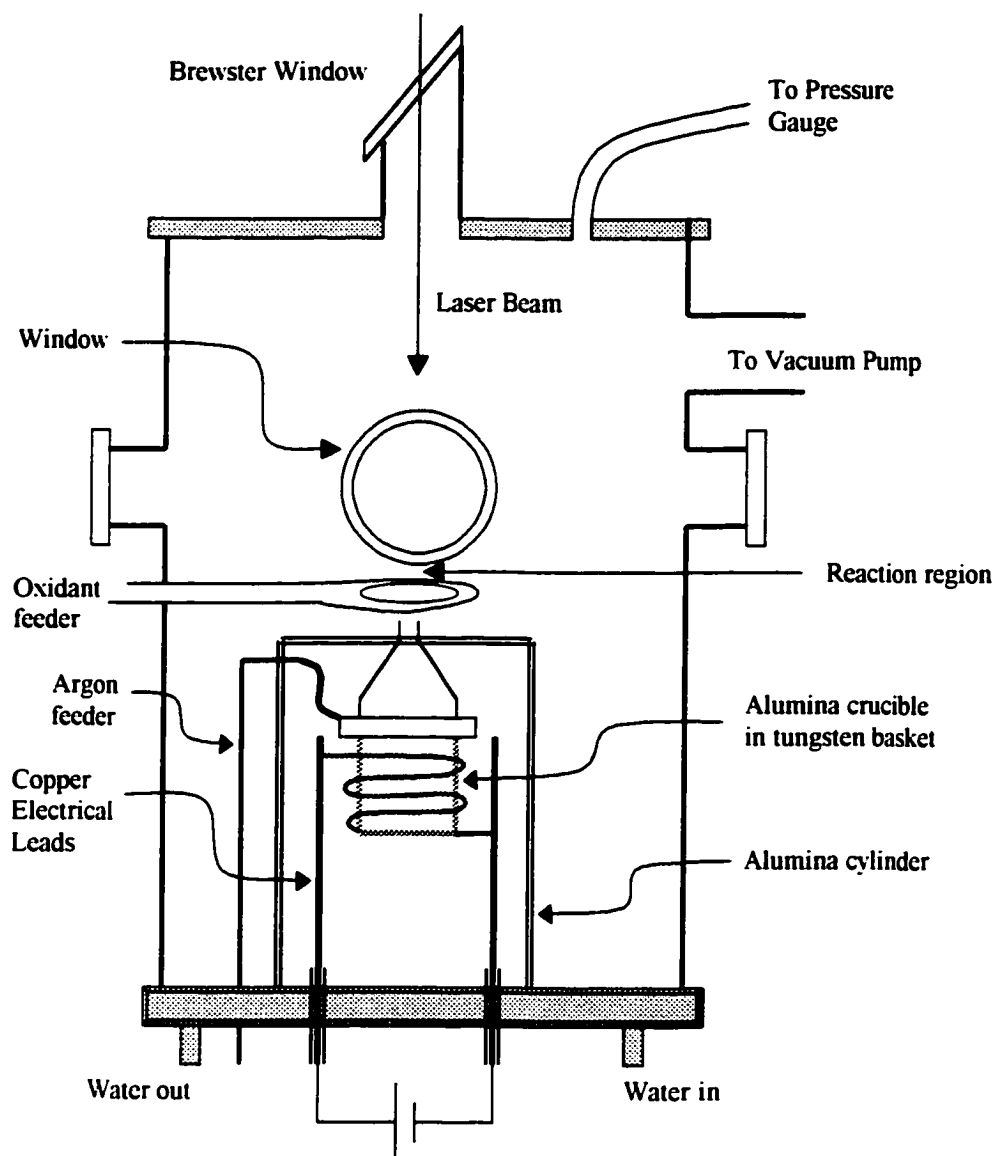 Brewster Window
To Pressure
Gauge
Laser Beam
Window
To Vacuum Pump
Oxidant
feeder
Reaction region
Argon
feeder
Alumina crucible
in tungsten basket
Copper
Electrical
Leads
Alumina cylinder
Water out
Water in